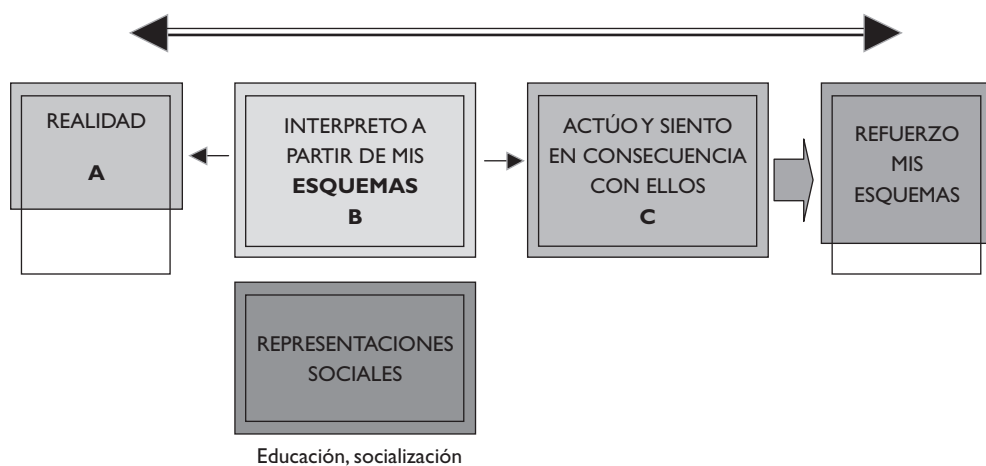 REALIDAD
A
INTERPRETO A
PARTIR DE MIS
ESQUEMAS
B
ACTÚO Y SIENTO
EN CONSECUENCIA
CON ELLOS
C
REFUERZO
MIS
ESQUEMAS
REPRESENTACIONES
SOCIALES
Educación, socialización